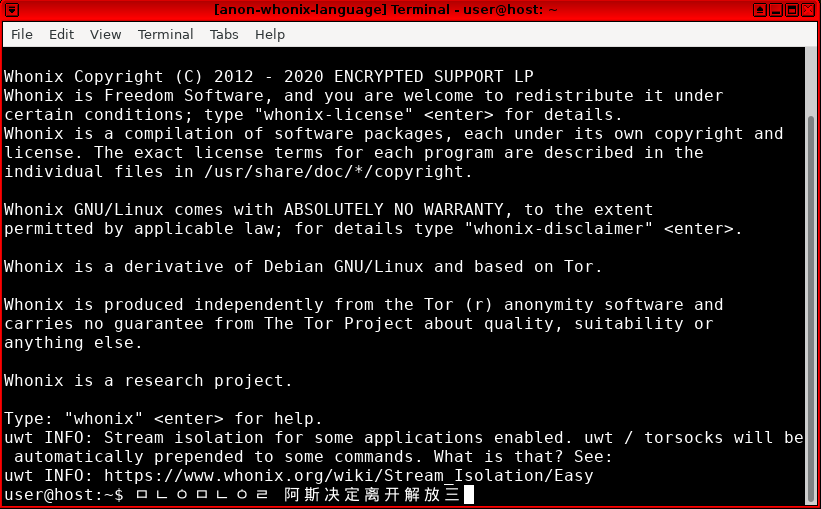 [anon-whonix-language] Terminal - user@host: ~
File Edit View Terminal Tabs Help
Whonix Copyright (C) 2012 - 2020 ENCRYPTED SUPPORT LP
Whonix is Freedom Software, and you are welcome to redistribute it under
certain conditions; type "whonix-license" <enter> for details.
Whonix is a compilation of software packages, each under its own copyright and
license. The exact license terms for each program are described in the
individual files in /usr/share/doc/*/copyright.
Whonix GNU/Linux comes with ABSOLUTELY NO WARRANTY, to the extent
permitted by applicable law; for details type "whonix-disclaimer" <enter>.
Whonix is a derivative of Debian GNU/Linux and based on Tor.
Whonix is produced independently from the Tor (r) anonymity software and
carries no guarantee from The Tor Project about quality, suitability or
anything else.
Whonix is a research project.
Type: "whonix" <enter> for help.
uwt INFO: Stream isolation for some applications enabled. uwt / torsocks will be
automatically prepended to some commands. What is that? See:
uwt INFO: https://www.whonix.org/wiki/Stream_Isolation/Easy
user@host:~$ ㅁㄴㅇㅁㄴㅇㄹ 阿斯决定离开解放三